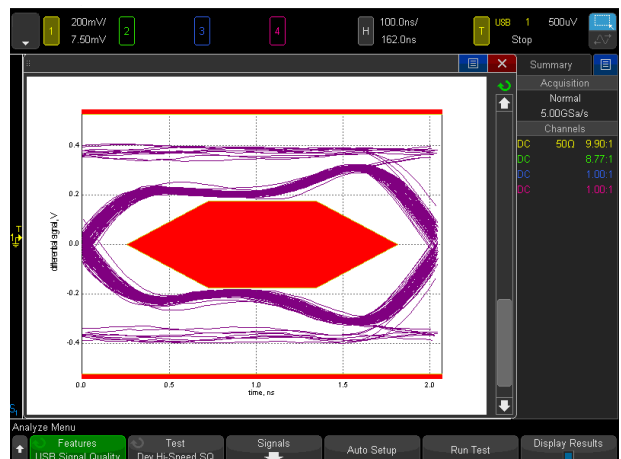 1 200mV/ 2 3 4 H 100.0ns/ T USB 1 500uV
7.50mV 162.0ns Stop
Summary
Acquisition
Normal
5.00GSa/s
Channels
DC 50Ω 9.90:1
DC 8.77:1
DC 1.00:1
DC 1.00:1
T
1
0.4
0.2
0.0
-0.2
-0.4
differential signal, V
0.0 0.5 1.0 1.5 2.0
time, ns
S1
Analyze Menu
Features Test Signals Auto Setup Run Test Display Results
USB Signal Quality Dev Hi-Speed SQ